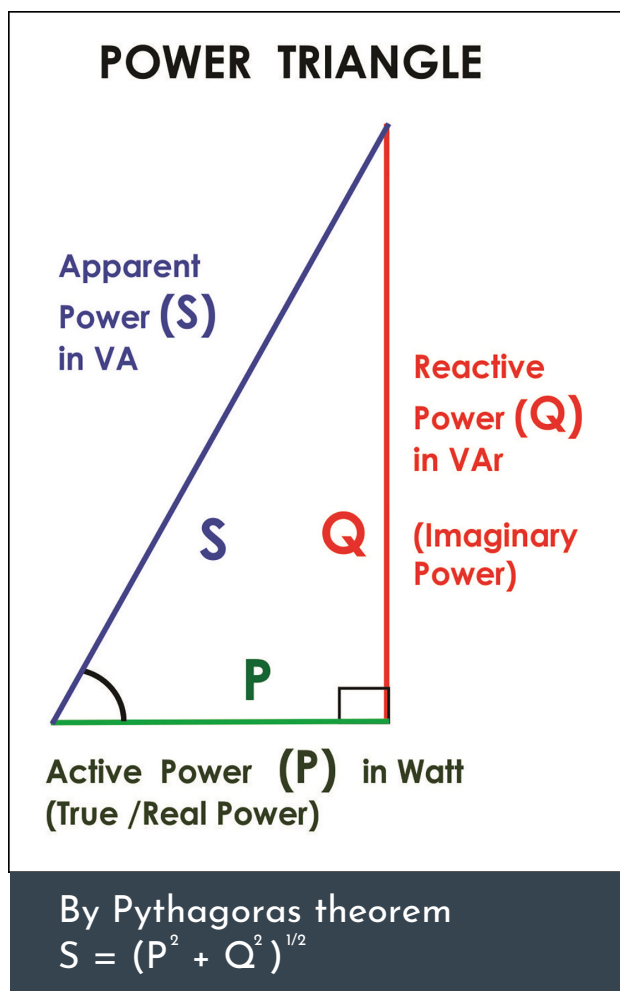 POWER TRIANGLE
Apparent
Power (S)
in VA
Reactive
Power (Q)
in VAr
(Imaginary
Power)
S
Q
P
Active Power (P) in Watt
(True /Real Power)
By Pythagoras theorem
S = (P² + Q²)¹/²